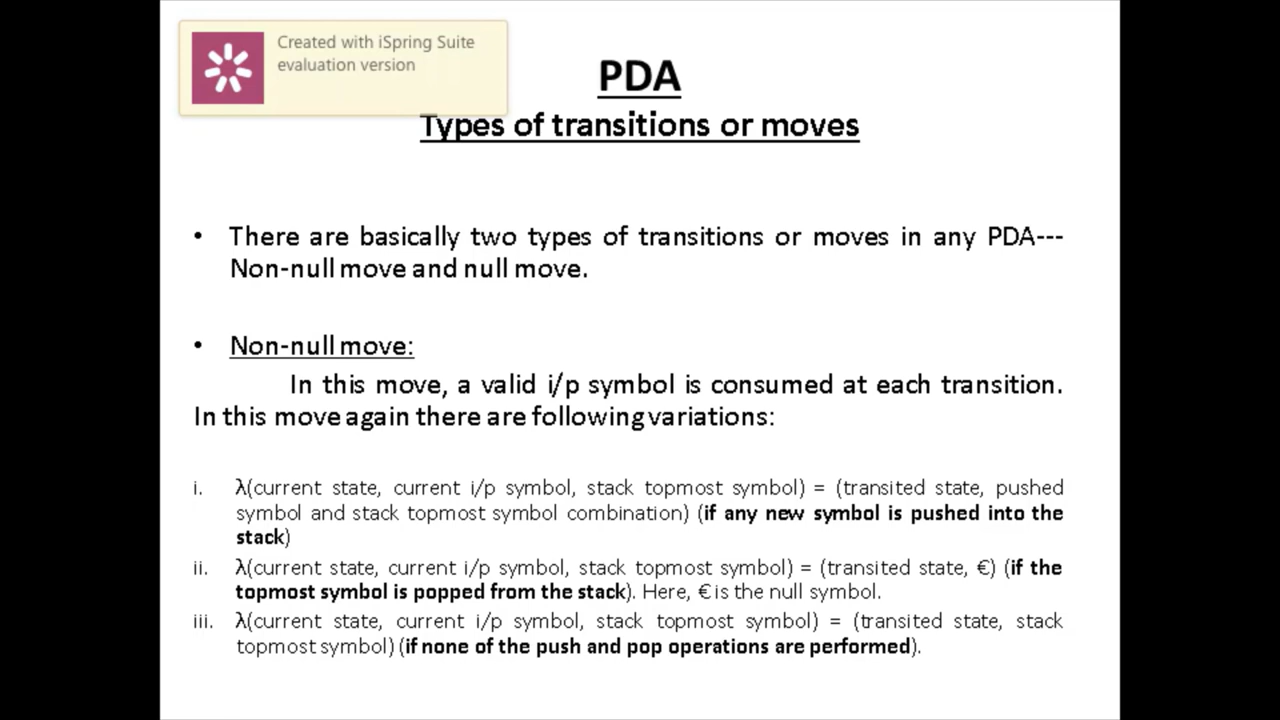 Created with iSpring Suite
evaluation version
PDA
Types of transitions or moves
• There are basically two types of transitions or moves in any PDA---
Non-null move and null move.
• Non-null move:
In this move, a valid i/p symbol is consumed at each transition.
In this move again there are following variations:
i. λ(current state, current i/p symbol, stack topmost symbol) = (transited state, pushed
symbol and stack topmost symbol combination) (if any new symbol is pushed into the
stack)
ii. λ(current state, current i/p symbol, stack topmost symbol) = (transited state, €) (if the
topmost symbol is popped from the stack). Here, € is the null symbol.
iii. λ(current state, current i/p symbol, stack topmost symbol) = (transited state, stack
topmost symbol) (if none of the push and pop operations are performed).